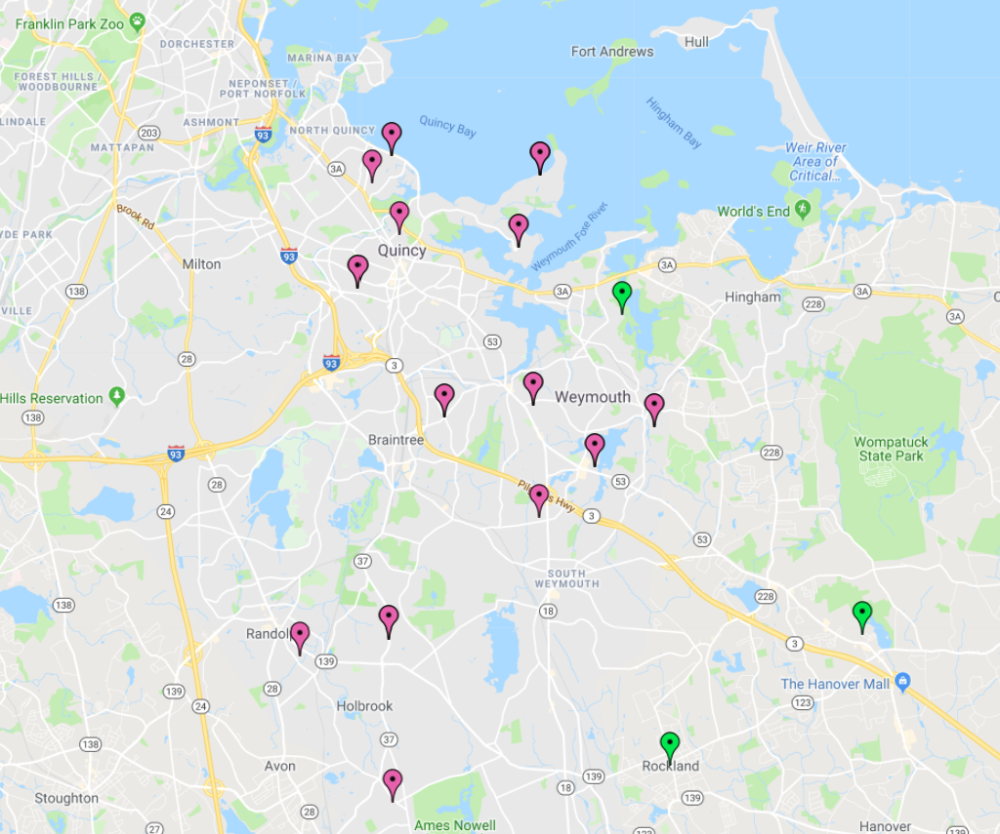 Franklin Park Zoo
Hull
DORCHESTER
Fort Andrews
MARINA BAY
FOREST HILLS /
WOODBOURNE
NEPONSET /
PORT NORFOLK
Hingham Bay
LINDALE
ASHMONT
93
NORTH QUINCY
Quincy Bay
203
MATTAPAN
3A
Weir River
Area of
Critical...
Brook Rd
World's End
YDE PARK
Weymouth Fore River
Quincy
93
Milton
3A
138
3A
Hingham
3A
VILLE
228
3A
53
28
93
3
Hills Reservation
Weymouth
138
Braintree
Wompatuck
State Park
93
228
28
53
Pilgrims Hwy
24
3
53
37
SOUTH
WEYMOUTH
138
228
18
Randolph
3
139
The Hanover Mall
28
139
123
24
Holbrook
37
138
Avon
Rockland
139
18
Stoughton
139
28
Ames Nowell
Hanover
27
123
139